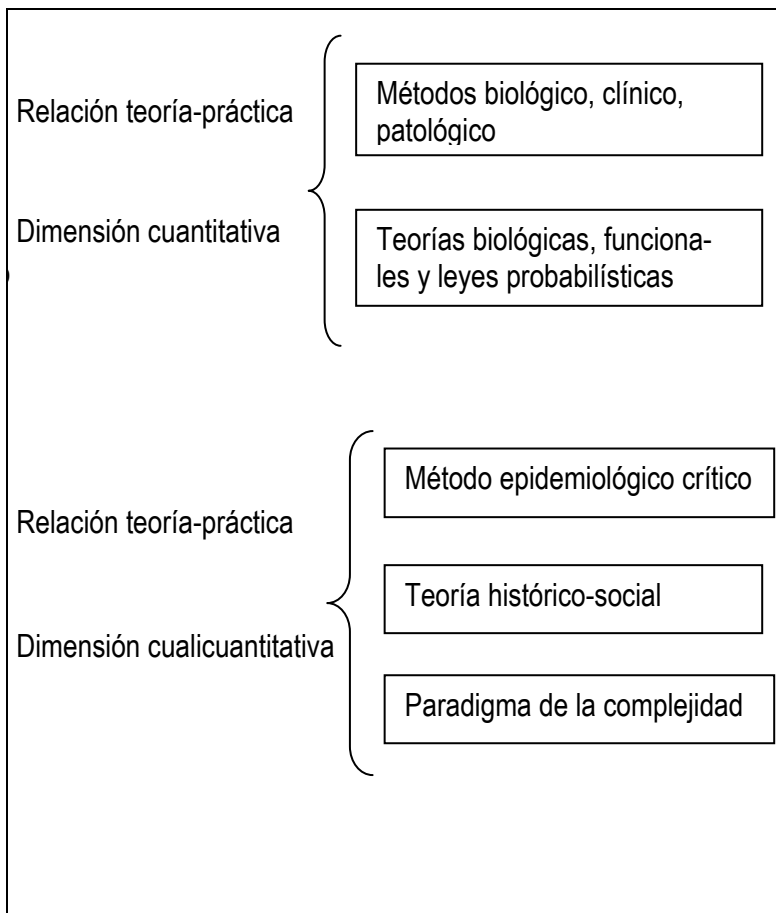 Relación teoría-práctica
Dimensión cuantitativa
Métodos biológico, clínico,
patológico
Teorías biológicas, funciona-
les y leyes probabilísticas
Relación teoría-práctica
Dimensión cualicuantitativa
Método epidemiológico crítico
Teoría histórico-social
Paradigma de la complejidad